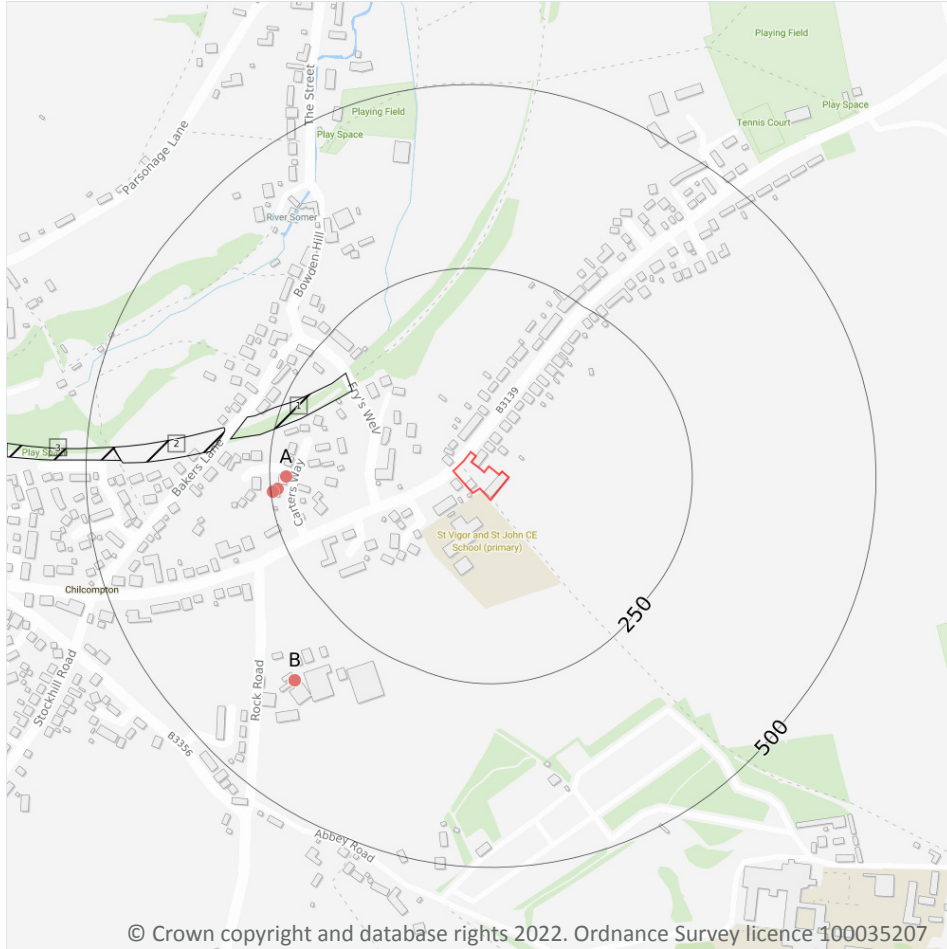 Playing Field
The Street
Playing Field
Play Space
Play Space
Tennis Court
Parsonage Lane
River Somer
Bowden Hill
1
Fry's Well
B3139
3
2
Play Space
Bakers Lane
A
Carters Way
St Vigor and St John CE
School (primary)
Chilcompton
250
B
Rock Road
Stockhill Road
B3356
500
Abbey Road
© Crown copyright and database rights 2022. Ordnance Survey licence 100035207